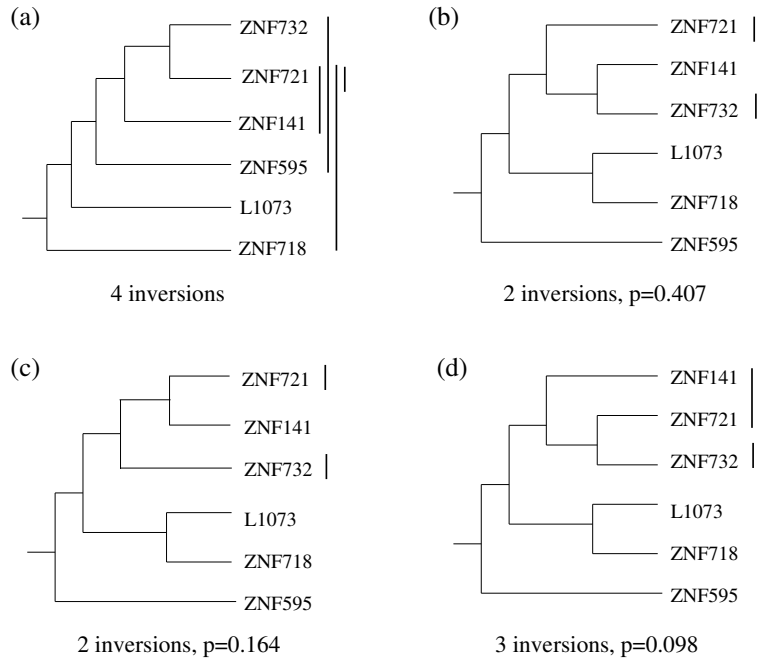 (a)
ZNF732
ZNF721
ZNF141
ZNF595
L1073
ZNF718
4 inversions
(b)
ZNF721
ZNF141
ZNF732
L1073
ZNF718
ZNF595
2 inversions, p=0.407
(c)
ZNF721
ZNF141
ZNF732
L1073
ZNF718
ZNF595
2 inversions, p=0.164
(d)
ZNF141
ZNF721
ZNF732
L1073
ZNF718
ZNF595
3 inversions, p=0.098